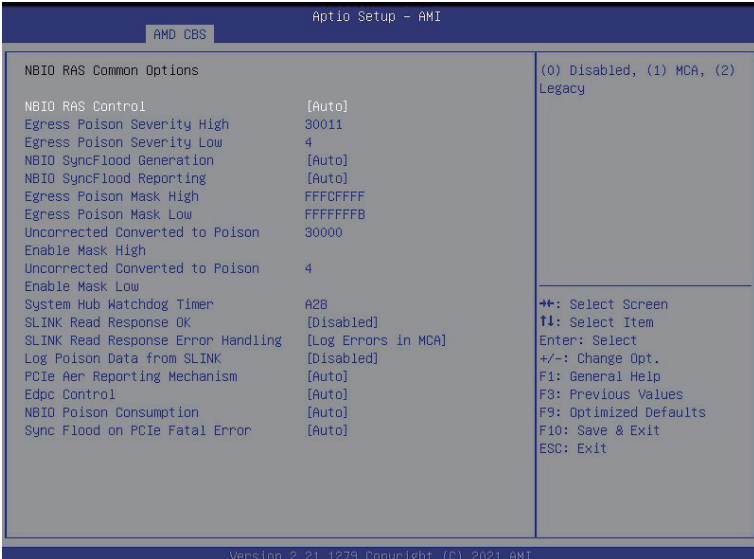 Aptio Setup – AMI
AMD CBS
NBIO RAS Common Options
NBIO RAS Control [Auto]
Egress Poison Severity High 30011
Egress Poison Severity Low 4
NBIO SyncFlood Generation [Auto]
NBIO SyncFlood Reporting [Auto]
Egress Poison Mask High FFFCFFFF
Egress Poison Mask Low FFFFFFFB
Uncorrected Converted to Poison 30000
Enable Mask High
Uncorrected Converted to Poison 4
Enable Mask Low
System Hub Watchdog Timer A28
SLINK Read Response OK [Disabled]
SLINK Read Response Error Handling [Log Errors in MCA]
Log Poison Data from SLINK [Disabled]
PCIe Aer Reporting Mechanism [Auto]
Edpc Control [Auto]
NBIO Poison Consumption [Auto]
Sync Flood on PCIe Fatal Error [Auto]
(0) Disabled, (1) MCA, (2)
Legacy
→←: Select Screen
↑↓: Select Item
Enter: Select
+/-: Change Opt.
F1: General Help
F3: Previous Values
F9: Optimized Defaults
F10: Save & Exit
ESC: Exit
Version 2.21.1279 Copyright (C) 2021 AMI